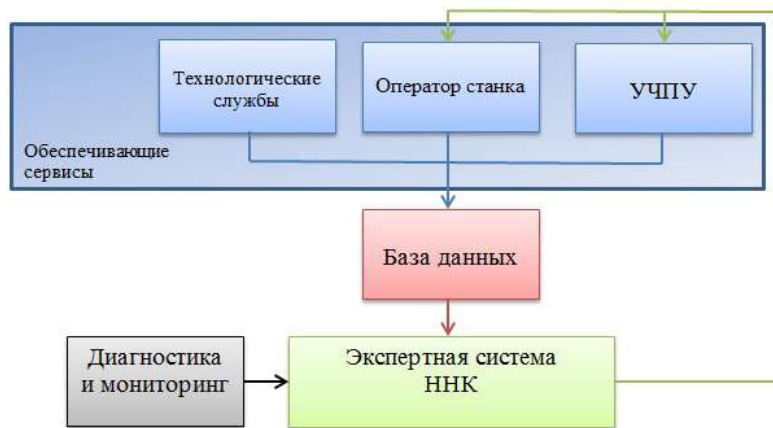 Технологические
службы
Оператор станка
УЧПУ
Обеспечивающие
сервисы
База данных
Диагностика
и мониторинг
Экспертная система
ННК